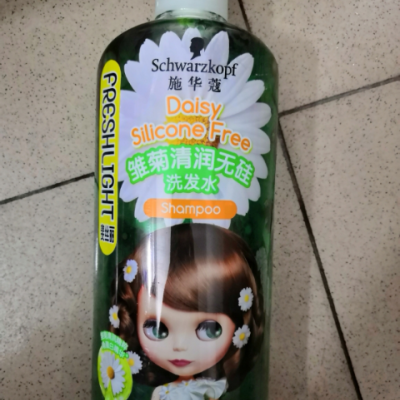 Schwarzkopf
施华蔻
Daisy
Silicone Free
雏菊清润无硅
洗发水
Shampoo
FRESHLIGHT